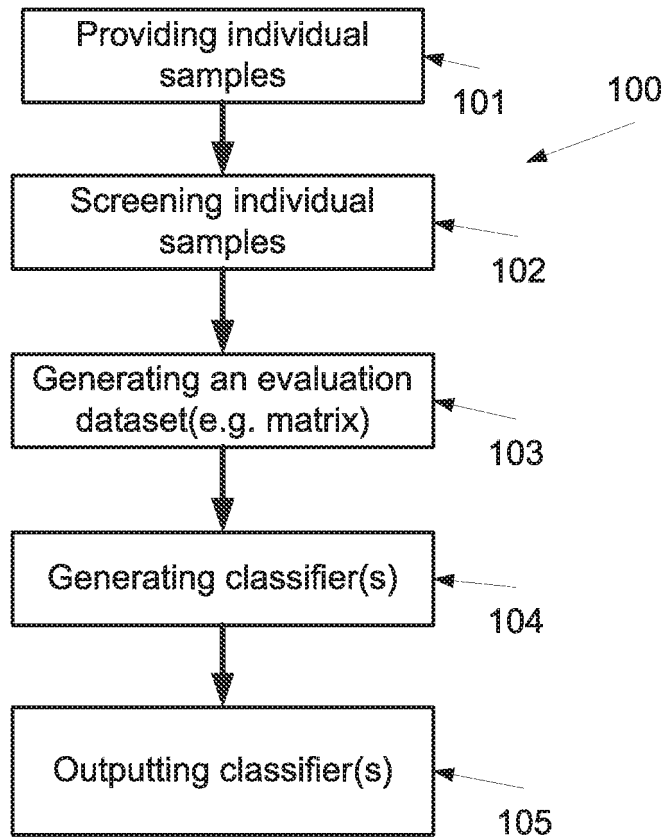 Providing individual
samples
101
100
Screening individual
samples
102
Generating an evaluation
dataset(e.g. matrix)
103
Generating classifier(s)
104
Outputting classifier(s)
105